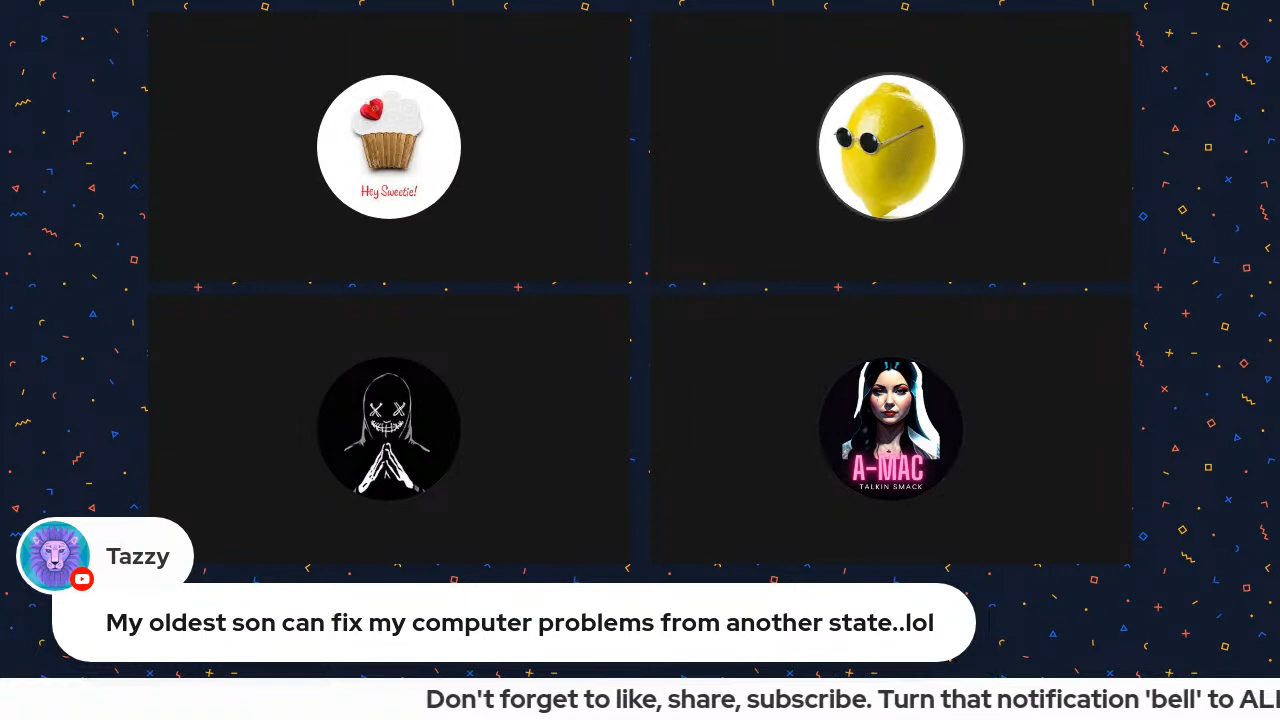 Hey Sweetie!
A-MAC
TALKIN SMACK
Tazzy
My oldest son can fix my computer problems from another state..lol
Don't forget to like, share, subscribe. Turn that notification 'bell' to AL